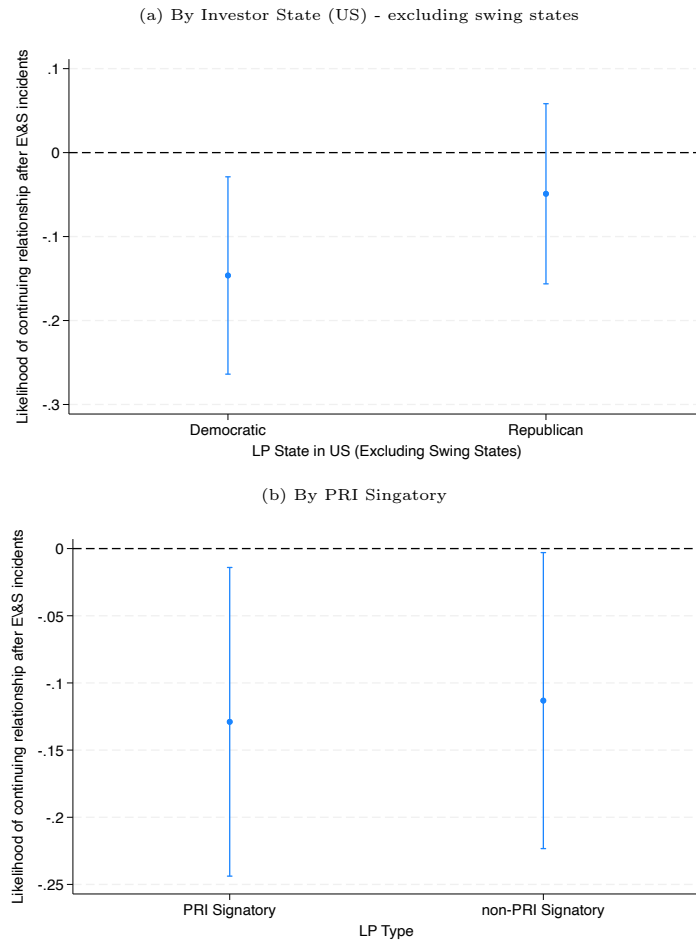 (a) By Investor State (US) - excluding swing states
Likelihood of continuing relationship after E\&S incidents
.1
0
-.1
-.2
-.3
Democratic
Republican
LP State in US (Excluding Swing States)
(b) By PRI Singatory
Likelihood of continuing relationship after E\&S incidents
0
-.05
-.1
-.15
-.2
-.25
PRI Signatory
non-PRI Signatory
LP Type